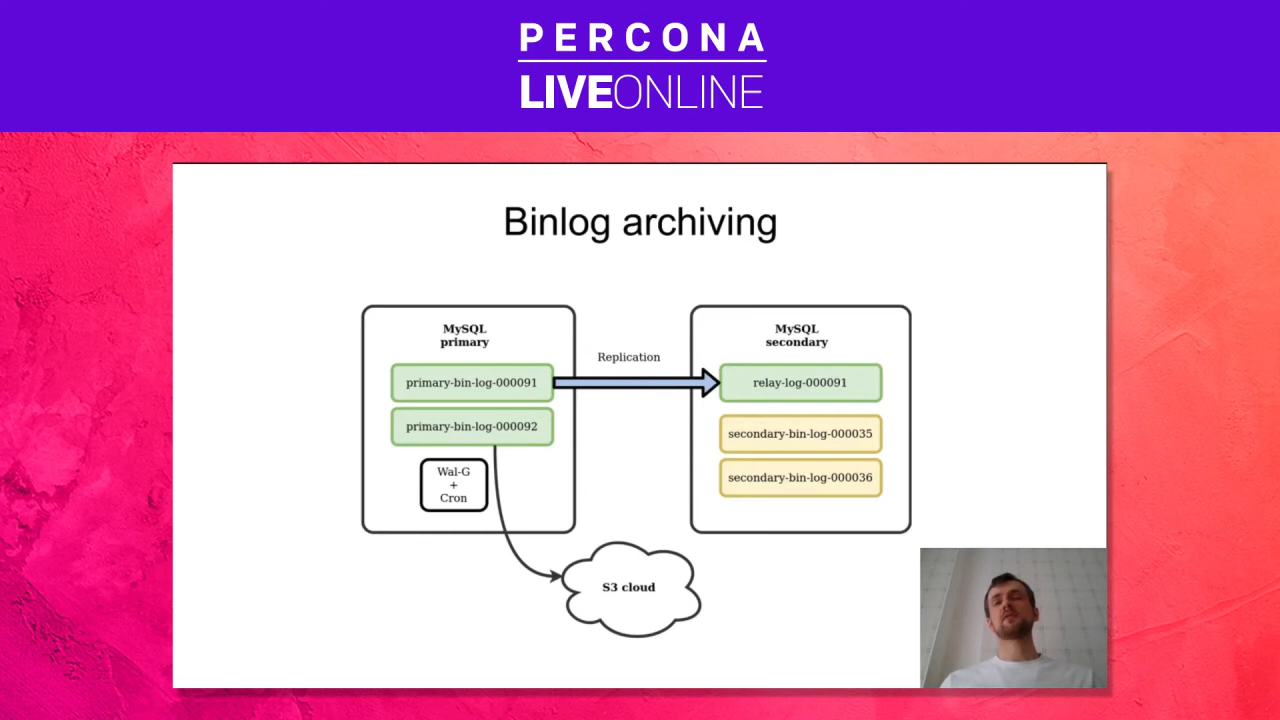 PERCONA
LIVEONLINE
Binlog archiving
MySQL
primary
primary-bin-log-000091
primary-bin-log-000092
Wal-G
+
Cron
Replication
MySQL
secondary
relay-log-000091
secondary-bin-log-000035
secondary-bin-log-000036
S3 cloud